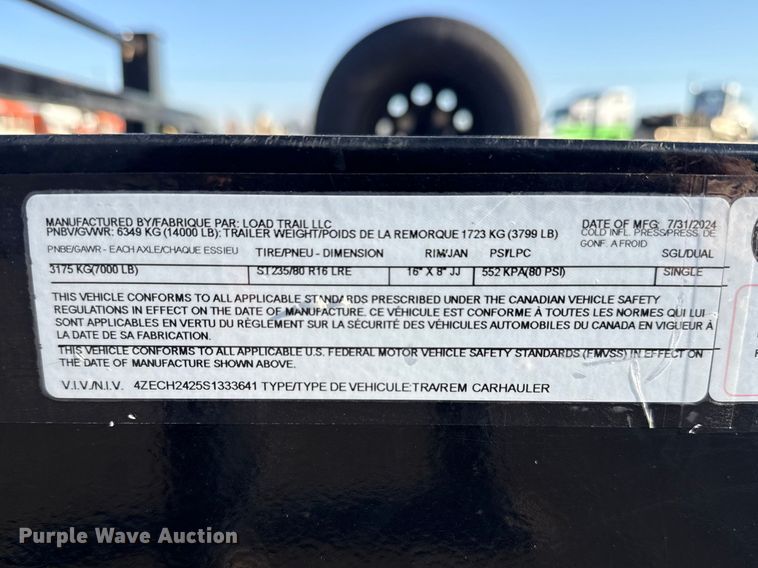 MANUFACTURED BY/FABRIQUE PAR: LOAD TRAIL LLC
DATE OF MFG: 7/31/2024
PNBV/GVWR: 6349 KG (14000 LB): TRAILER WEIGHT/POIDS DE LA REMORQUE 1723 KG (3799 LB)
COLD INFL. PRESS/PRESS. DE GONF. A FROID
PNBE/GAWR - EACH AXLE/CHAQUE ESSIEU TIRE/PNEU - DIMENSION RIM/JAN PSI/LPC SGL/DUAL
3175 KG(7000 LB) ST235/80 R16 LRE 16" X 8" JJ 552 KPA(80 PSI) SINGLE
THIS VEHICLE CONFORMS TO ALL APPLICABLE STANDARDS PRESCRIBED UNDER THE CANADIAN VEHICLE SAFETY
REGULATIONS IN EFFECT ON THE DATE OF MANUFACTURE. CE VÉHICULE EST CONFORME À TOUTES LES NORMES QUI LUI
SONT APPLICABLES EN VERTU DU RÈGLEMENT SUR LA SÉCURITÉ DES VÉHICULES AUTOMOBILES DU CANADA EN VIGUEUR À
LA DATE DE SA FABRICATION.
THIS VEHICLE CONFORMS TO ALL APPLICABLE U.S. FEDERAL MOTOR VEHICLE SAFETY STANDARDS (FMVSS) IN EFFECT ON
THE DATE OF MANUFACTURE SHOWN ABOVE.
V.I.V./N.I.V. 4ZECH2425S1333641 TYPE/TYPE DE VEHICULE:TRA/REM CARHAULER
Purple Wave Auction